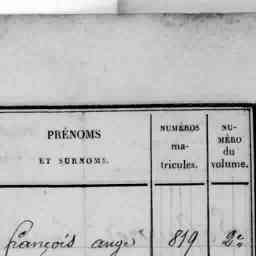 PRÉNOMS
ET SURNOMS.
NUMÉROS
ma-
tricules.
NU-
MÉRO
du
volume.
françois ange 819 2e